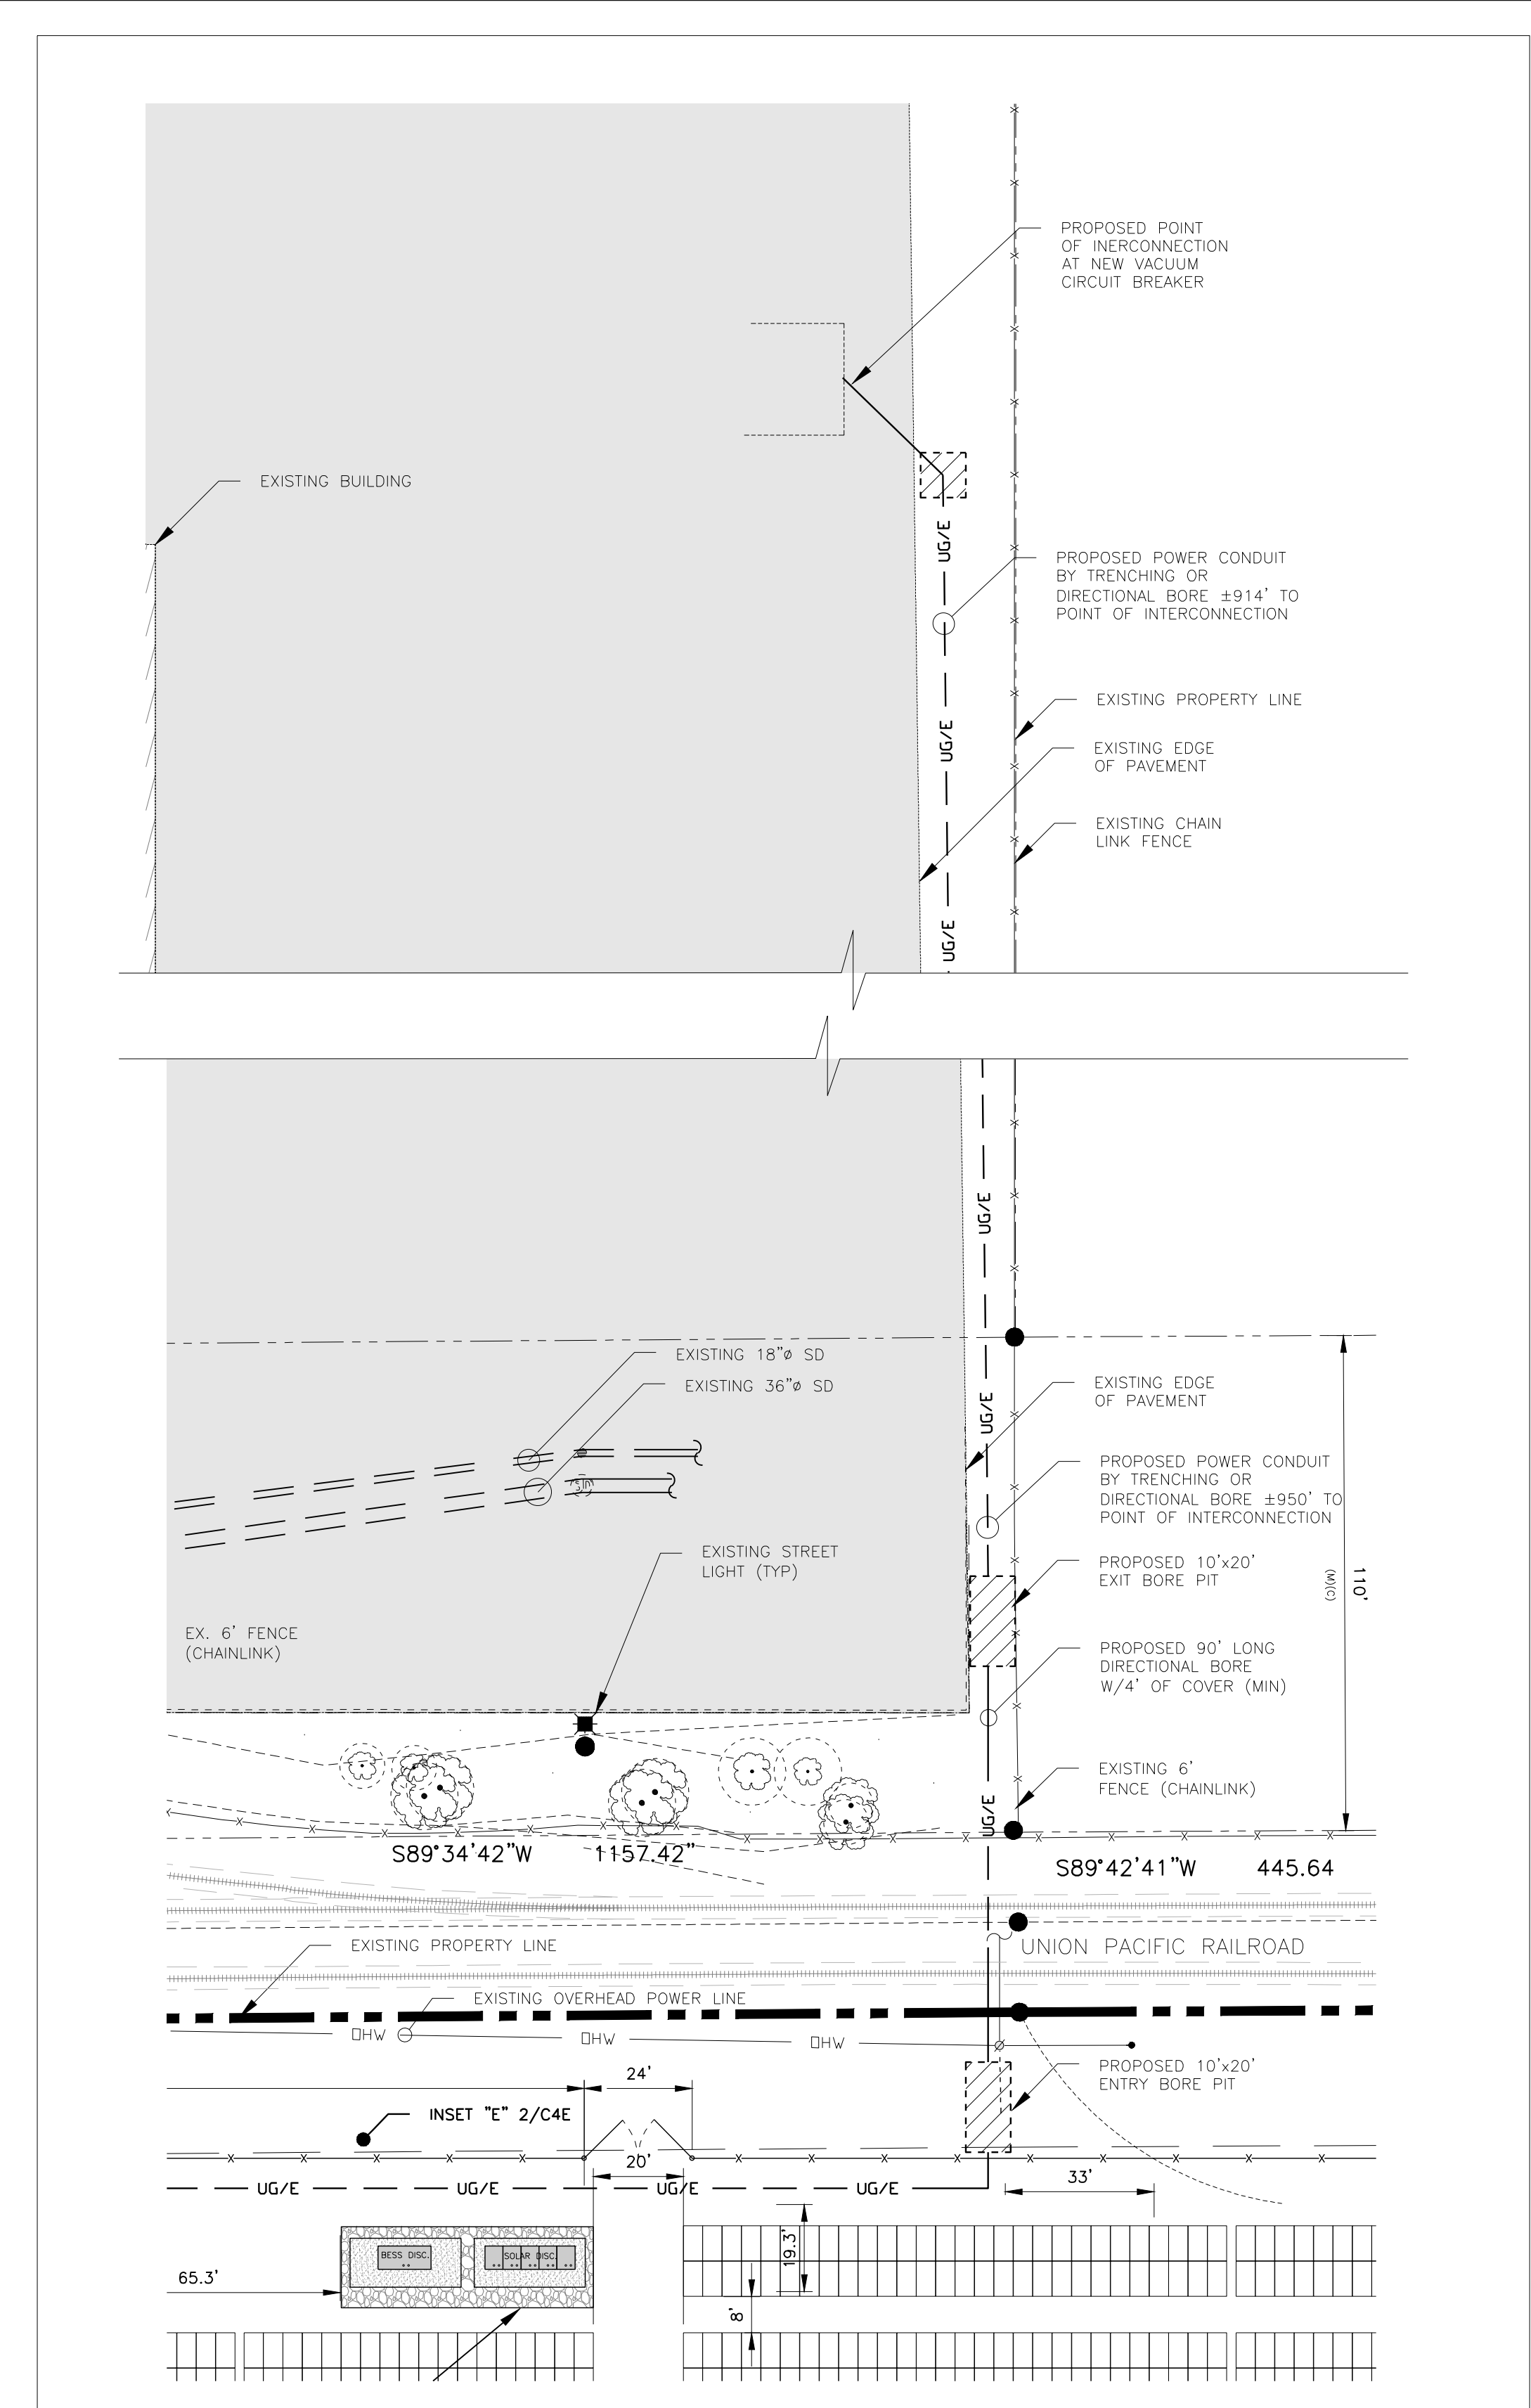 PROPOSED POINT
OF INERCONNECTION
AT NEW VACUUM
CIRCUIT BREAKER
EXISTING BUILDING
UG/E
PROPOSED POWER CONDUIT
BY TRENCHING OR
DIRECTIONAL BORE ±914' TO
POINT OF INTERCONNECTION
EXISTING PROPERTY LINE
UG/E
EXISTING EDGE
OF PAVEMENT
EXISTING CHAIN
LINK FENCE
UG/E
UG/E
EXISTING 18"ø SD
EXISTING 36"ø SD
EXISTING EDGE
OF PAVEMENT
UG/E
PROPOSED POWER CONDUIT
BY TRENCHING OR
DIRECTIONAL BORE ±950' TO
POINT OF INTERCONNECTION
EXISTING STREET
LIGHT (TYP)
PROPOSED 10'x20'
EXIT BORE PIT
110'
(M)(C)
EX. 6' FENCE
(CHAINLINK)
PROPOSED 90' LONG
DIRECTIONAL BORE
W/4' OF COVER (MIN)
EXISTING 6'
FENCE (CHAINLINK)
UG/E
S89°34'42"W 1157.42"
S89°42'41"W 445.64
EXISTING PROPERTY LINE
UNION PACIFIC RAILROAD
EXISTING OVERHEAD POWER LINE
□HW □HW □HW
24'
PROPOSED 10'x20'
ENTRY BORE PIT
INSET "E" 2/C4E
20'
33'
UG/E UG/E UG/E UG/E
19.3'
BESS DISC.
SOLAR DISC.
65.3'
8'